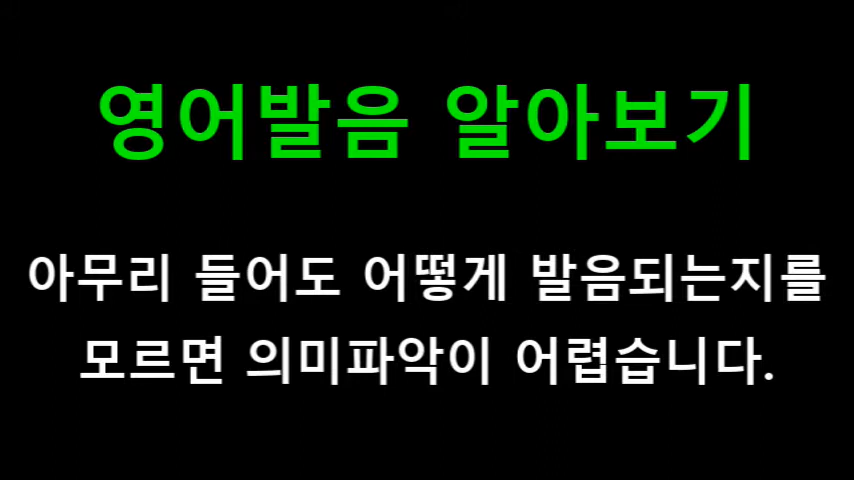 영어발음 알아보기
아무리 들어도 어떻게 발음되는지를
모르면 의미파악이 어렵습니다.